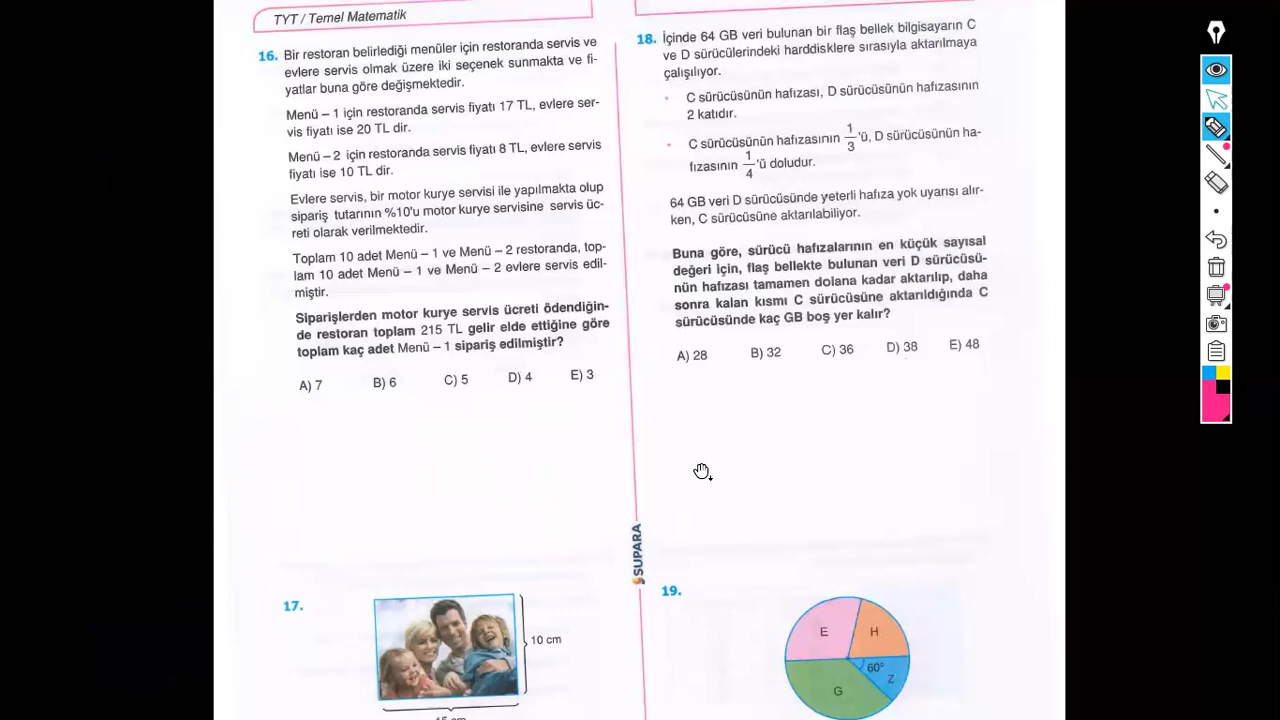 TYT / Temel Matematik
16. Bir restoran belirlediği menüler için restoranda servis ve
evlere servis olmak üzere iki seçenek sunmakta ve fi-
yatlar buna göre değişmektedir.
Menü – 1 için restoranda servis fiyatı 17 TL, evlere ser-
vis fiyatı ise 20 TL dir.
Menü – 2 için restoranda servis fiyatı 8 TL, evlere servis
fiyatı ise 10 TL dir.
Evlere servis, bir motor kurye servisi ile yapılmakta olup
sipariş tutarının %10'u motor kurye servisine servis üc-
reti olarak verilmektedir.
Toplam 10 adet Menü – 1 ve Menü – 2 restoranda, top-
lam 10 adet Menü – 1 ve Menü – 2 evlere servis edil-
miştir.
Siparişlerden motor kurye servis ücreti ödendiğin-
de restoran toplam 215 TL gelir elde ettiğine göre
toplam kaç adet Menü – 1 sipariş edilmiştir?
A) 7 B) 6 C) 5 D) 4 E) 3
17.
10 cm
18. İçinde 64 GB veri bulunan bir flaş bellek bilgisayarın C
ve D sürücülerindeki harddisklere sırasıyla aktarılmaya
çalışılıyor.
• C sürücüsünün hafızası, D sürücüsünün hafızasının
2 katıdır.
• C sürücüsünün hafızasının 1/3 'ü, D sürücüsünün ha-
fızasının 1/4 'ü doludur.
64 GB veri D sürücüsünde yeterli hafıza yok uyarısı alır-
ken, C sürücüsüne aktarılabiliyor.
Buna göre, sürücü hafızalarının en küçük sayısal
değeri için, flaş bellekte bulunan veri D sürücüsü-
nün hafızası tamamen dolana kadar aktarılıp, daha
sonra kalan kısmı C sürücüsüne aktarıldığında C
sürücüsünde kaç GB boş yer kalır?
A) 28 B) 32 C) 36 D) 38 E) 48
SUPARA
19.
E
H
60°
Z
G